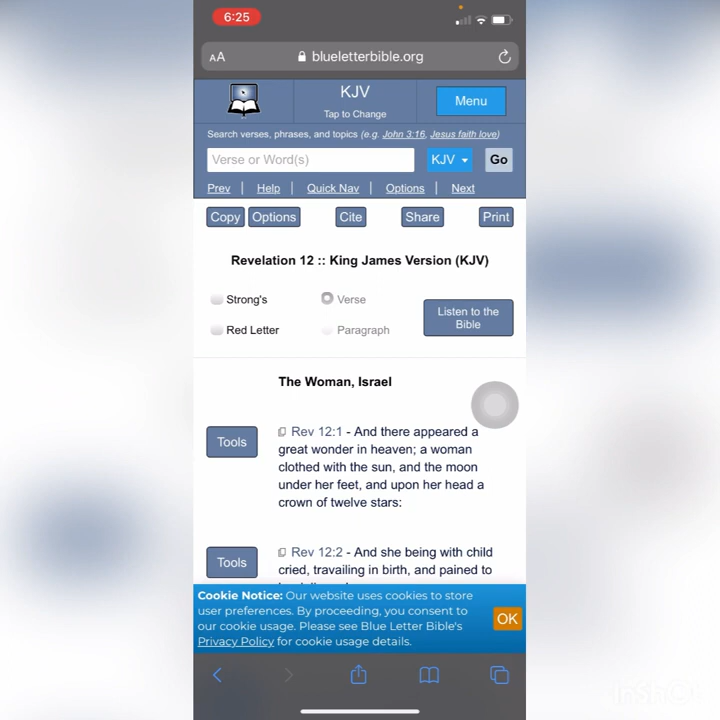 6:25
AA blueletterbible.org
KJV
Tap to Change
Menu
Search verses, phrases, and topics (e.g. John 3:16, Jesus faith love)
Verse or Word(s) KJV Go
Prev | Help | Quick Nav | Options | Next
Copy Options Cite Share Print
Revelation 12 :: King James Version (KJV)
Strong's Verse
Listen to the
Bible
Red Letter Paragraph
The Woman, Israel
Tools
Rev 12:1 - And there appeared a
great wonder in heaven; a woman
clothed with the sun, and the moon
under her feet, and upon her head a
crown of twelve stars:
Tools
Rev 12:2 - And she being with child
cried, travailing in birth, and pained to
Cookie Notice: Our website uses cookies to store
user preferences. By proceeding, you consent to
our cookie usage. Please see Blue Letter Bible's
Privacy Policy for cookie usage details.
OK
InShot